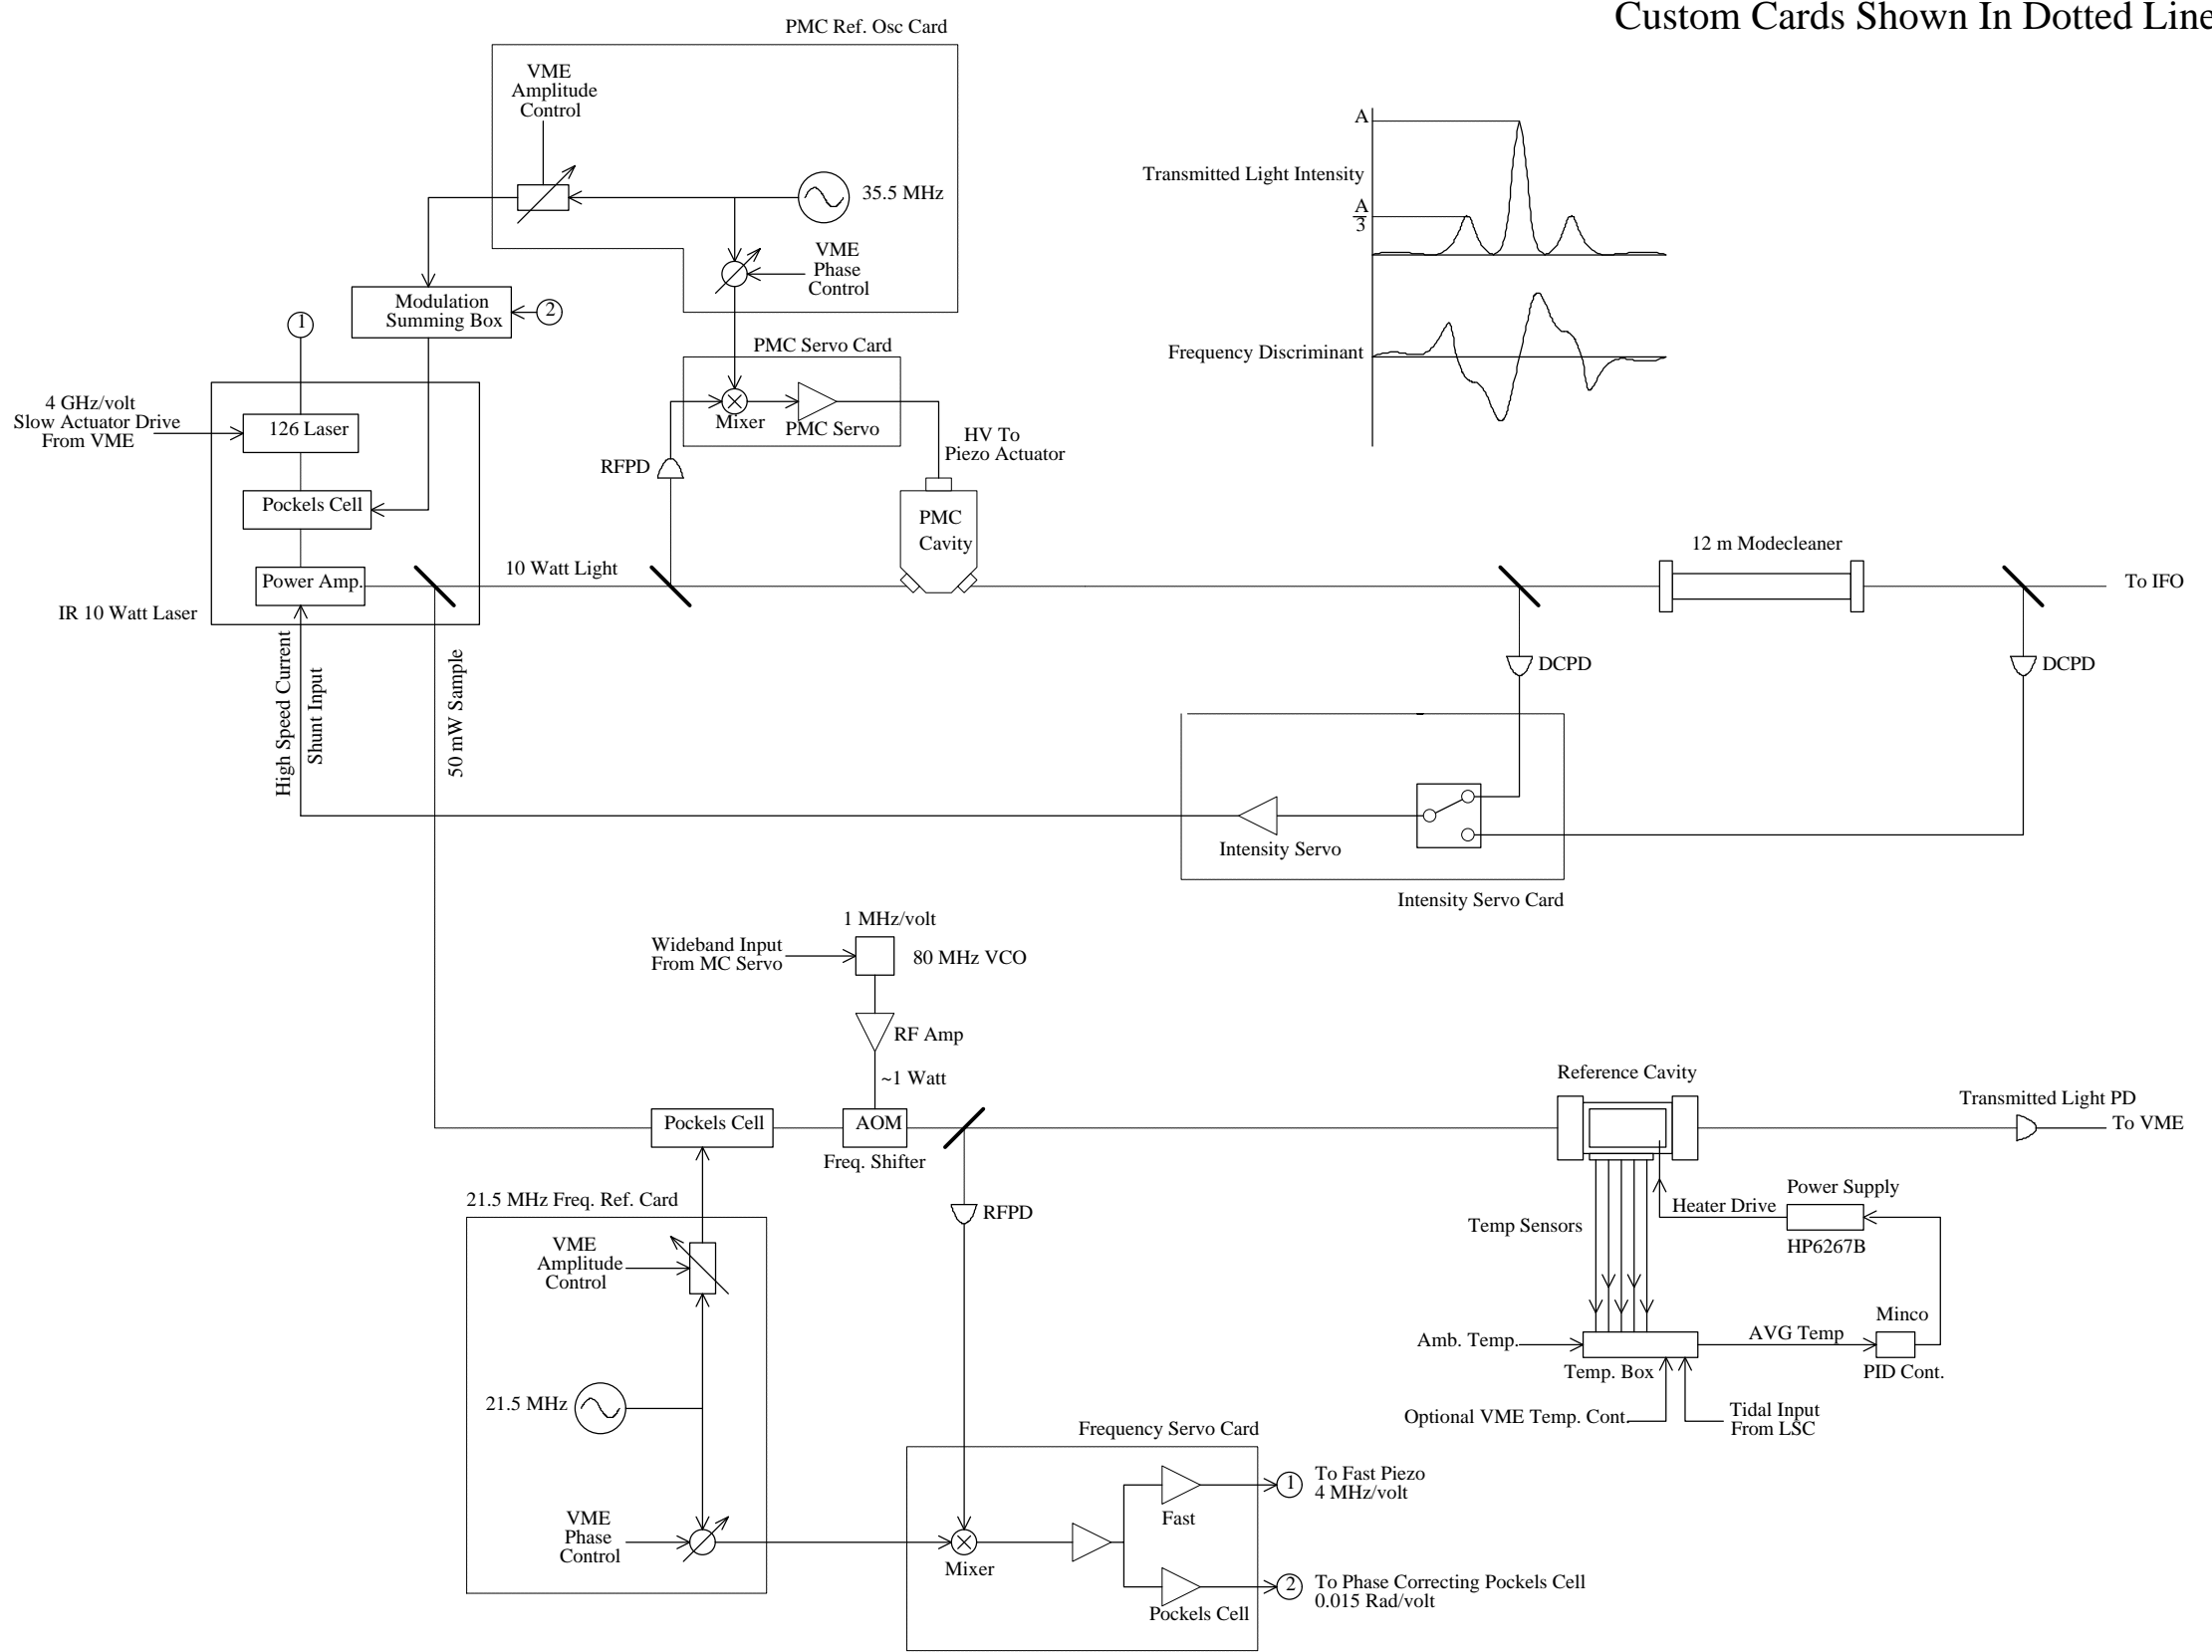 Custom Cards Shown In Dotted Line
PMC Ref. Osc Card
VME
Amplitude
Control
35.5 MHz
VME
Phase
Control
A
Transmitted Light Intensity
A
3
Frequency Discriminant
Modulation
Summing Box
2
1
PMC Servo Card
Mixer
PMC Servo
4 GHz/volt
Slow Actuator Drive
From VME
126 Laser
RFPD
HV To
Piezo Actuator
Pockels Cell
PMC
Cavity
Power Amp.
10 Watt Light
12 m Modecleaner
To IFO
IR 10 Watt Laser
High Speed Current
Shunt Input
50 mW Sample
DCPD
DCPD
Intensity Servo
Intensity Servo Card
1 MHz/volt
Wideband Input
From MC Servo
80 MHz VCO
RF Amp
~1 Watt
Pockels Cell
AOM
Freq. Shifter
Reference Cavity
Transmitted Light PD
To VME
21.5 MHz Freq. Ref. Card
RFPD
VME
Amplitude
Control
21.5 MHz
VME
Phase
Control
Temp Sensors
Heater Drive
Power Supply
HP6267B
Minco
Amb. Temp.
AVG Temp
Temp. Box
PID Cont.
Optional VME Temp. Cont.
Tidal Input
From LSC
Frequency Servo Card
Mixer
Fast
1
To Fast Piezo
4 MHz/volt
Pockels Cell
2
To Phase Correcting Pockels Cell
0.015 Rad/volt